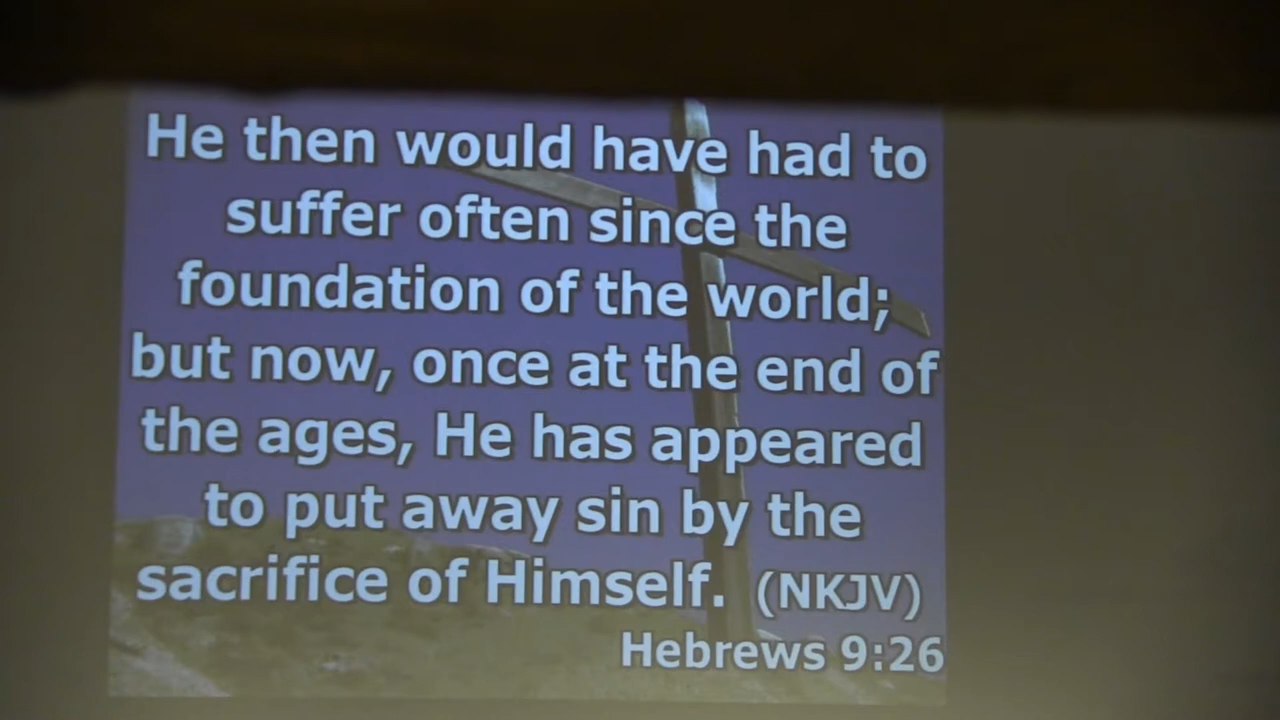 He then would have had to
suffer often since the
foundation of the world;
but now, once at the end of
the ages, He has appeared
to put away sin by the
sacrifice of Himself. (NKJV)
Hebrews 9:26